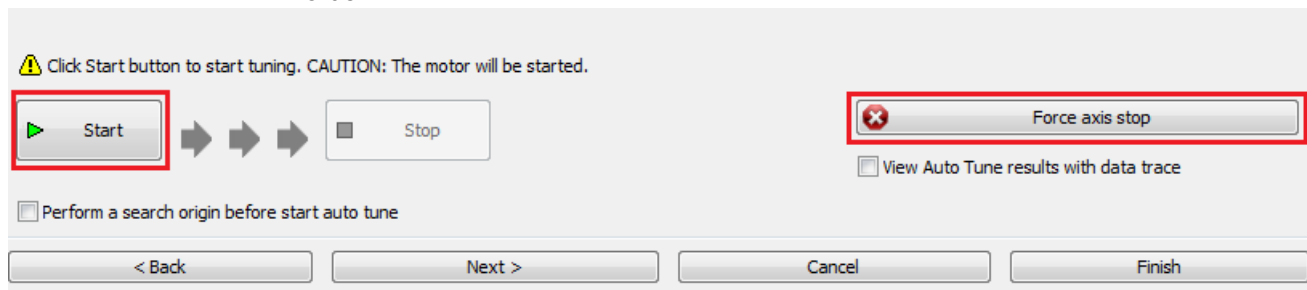 Click Start button to start tuning. CAUTION: The motor will be started.
Start
Stop
Force axis stop
View Auto Tune results with data trace
Perform a search origin before start auto tune
< Back
Next >
Cancel
Finish